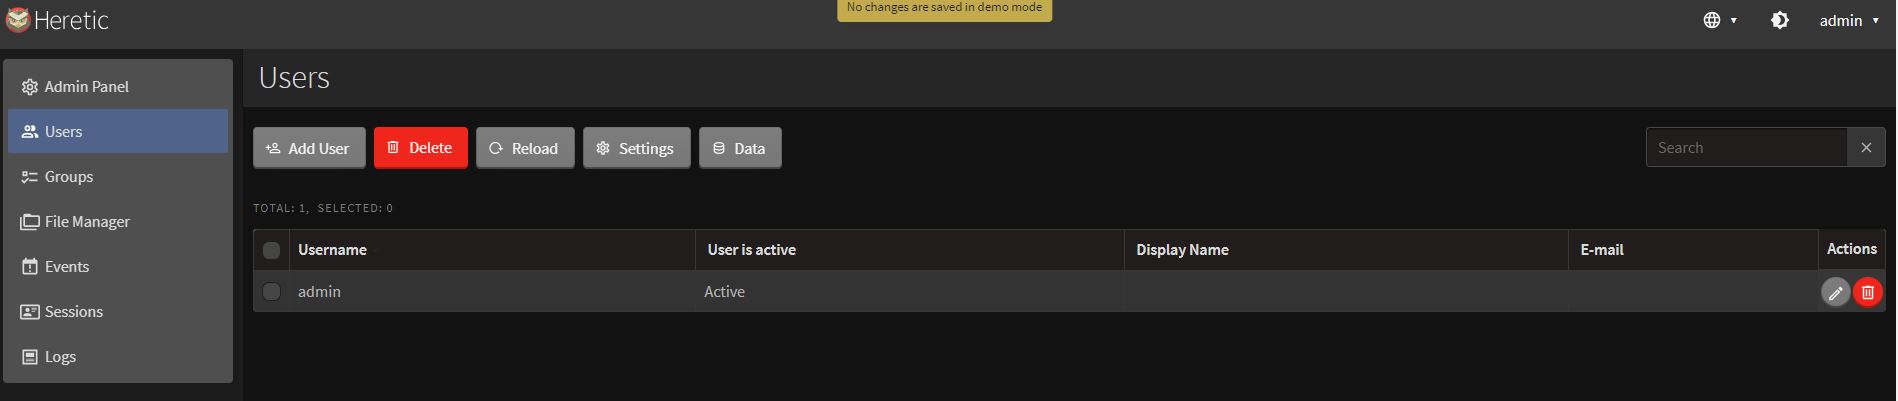 Heretic
No changes are saved in demo mode
admin
Admin Panel
Users
Groups
File Manager
Events
Sessions
Logs
Users
Add User
Delete
Reload
Settings
Data
Search
TOTAL: 1, SELECTED: 0
Username User is active Display Name E-mail Actions
admin Active